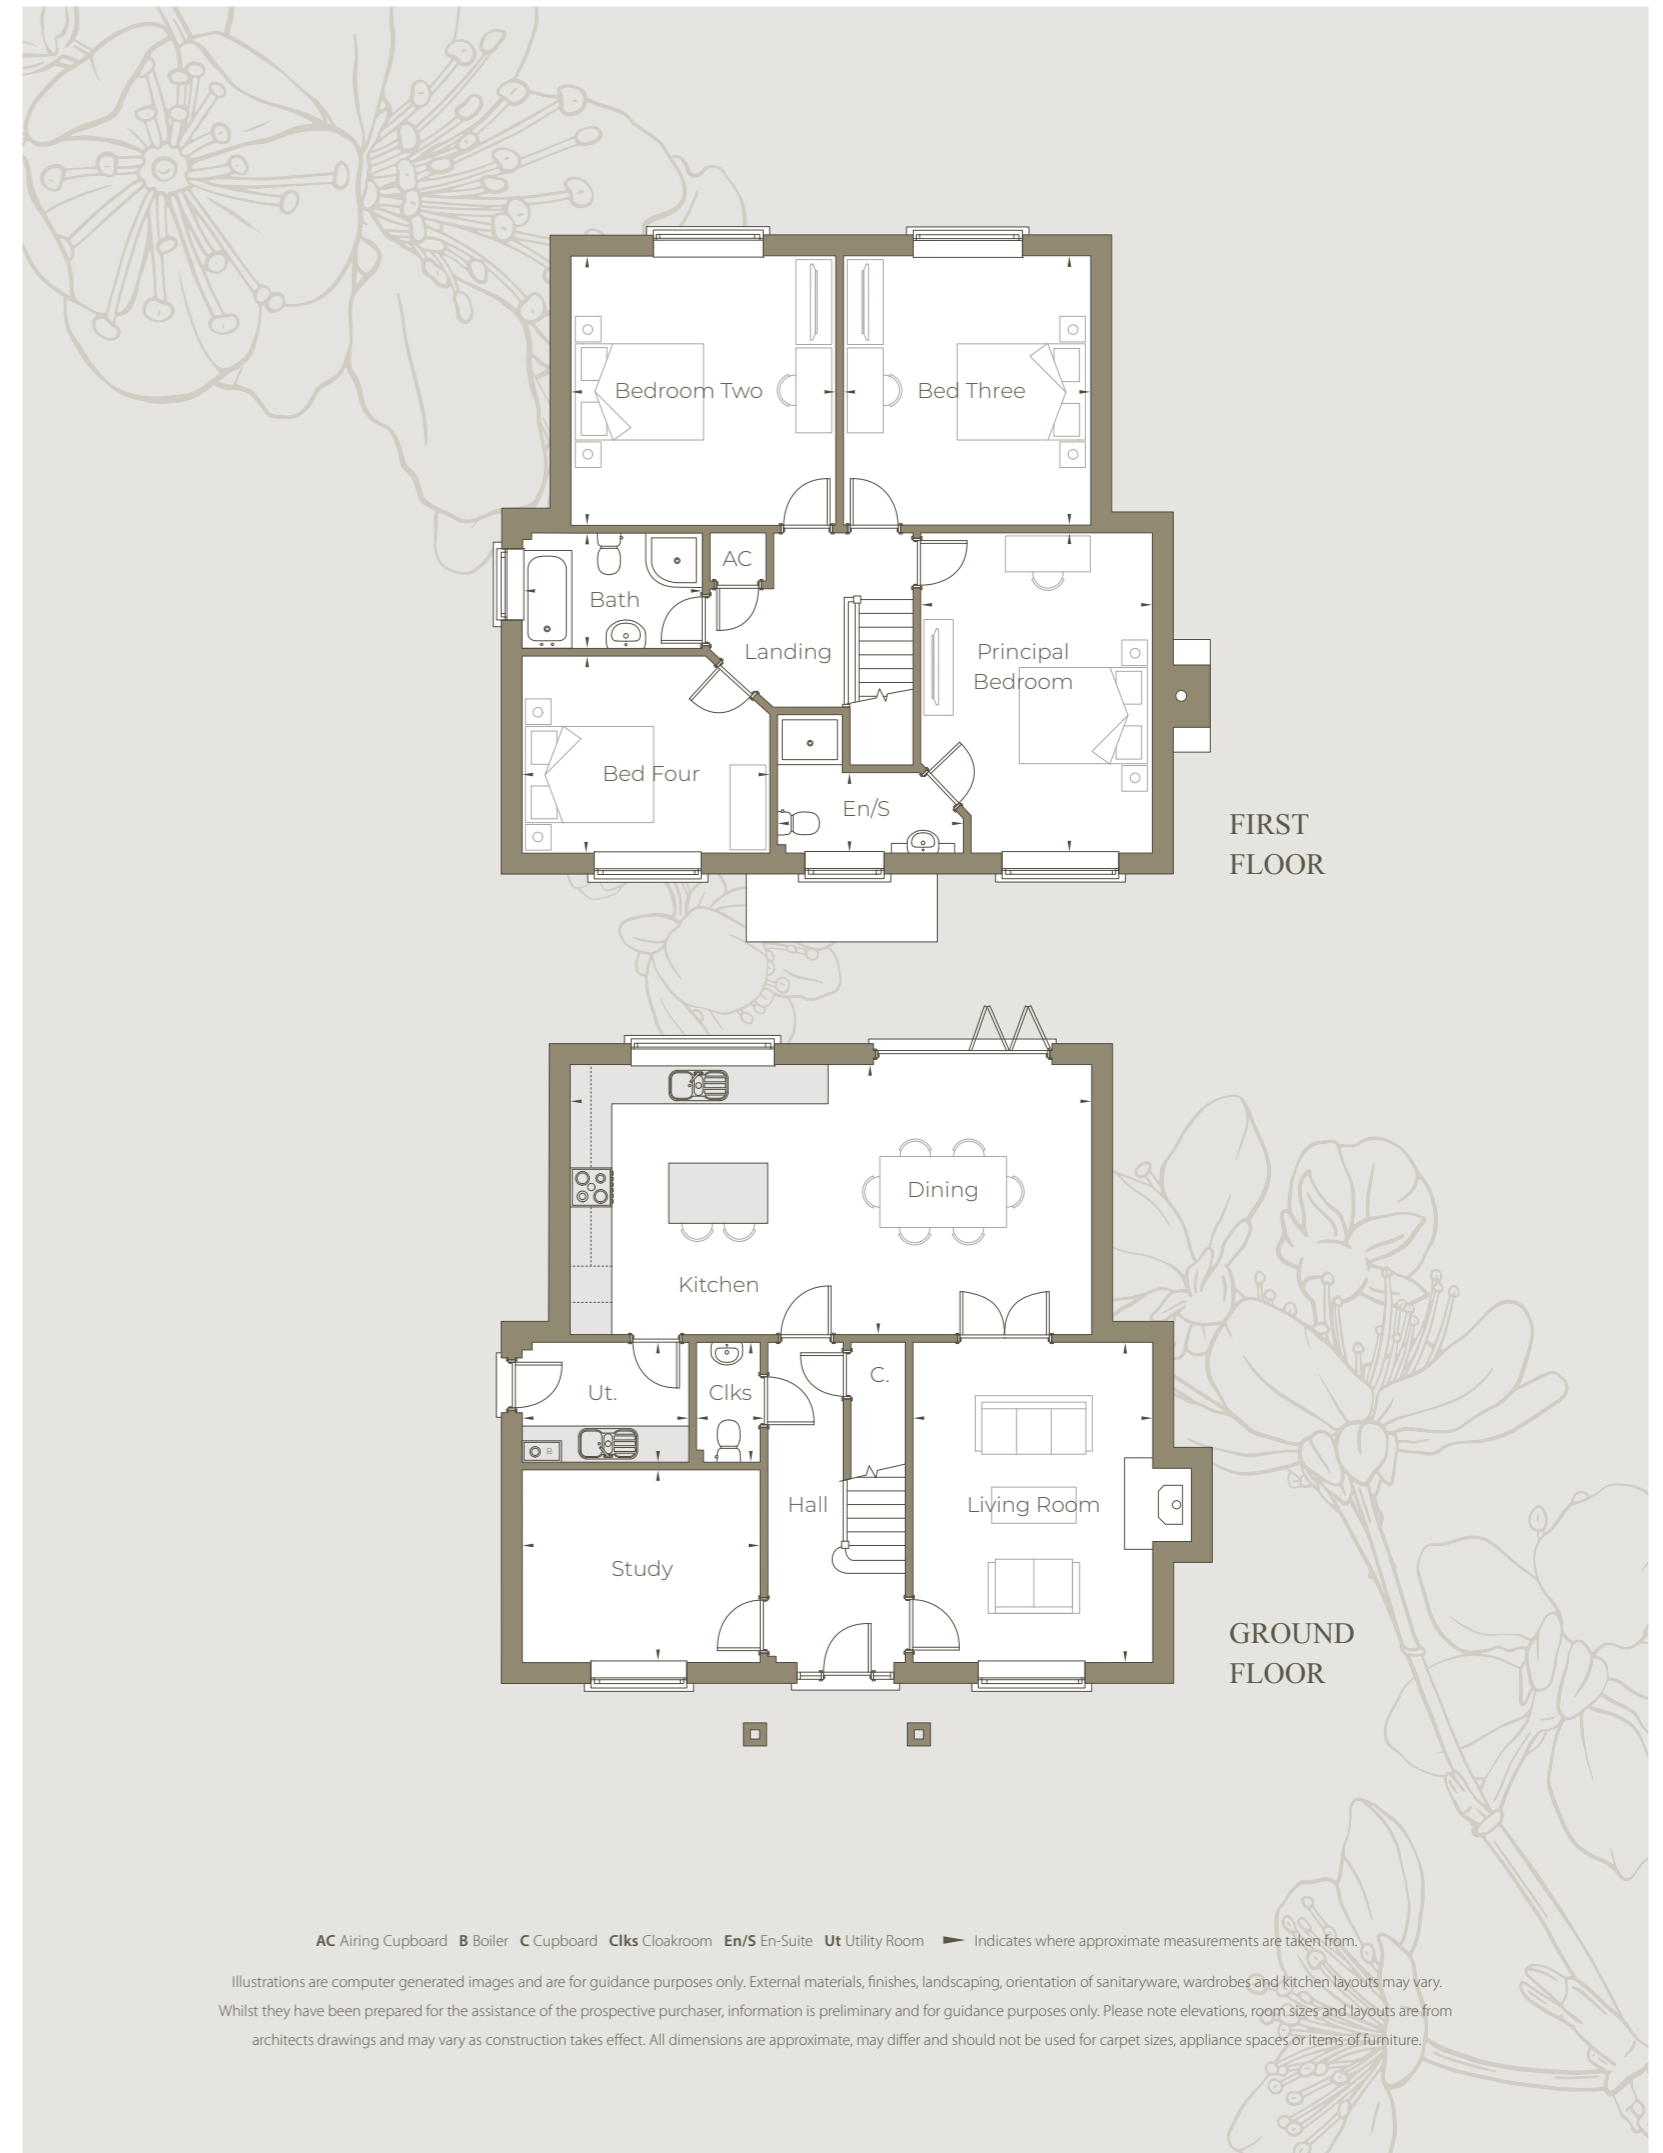 Bedroom Two
Bed Three
AC
Bath
Landing
Principal
Bedroom
Bed Four
En/S
FIRST
FLOOR
Dining
Kitchen
C.
Ut.
Clks
B
Hall
Living Room
Study
GROUND
FLOOR
AC Airing Cupboard B Boiler C Cupboard Clks Cloakroom En/S En-Suite Ut Utility Room Indicates where approximate measurements are taken from.
Illustrations are computer generated images and are for guidance purposes only. External materials, finishes, landscaping, orientation of sanitaryware, wardrobes and kitchen layouts may vary.
Whilst they have been prepared for the assistance of the prospective purchaser, information is preliminary and for guidance purposes only. Please note elevations, room sizes and layouts are from
architects drawings and may vary as construction takes effect. All dimensions are approximate, may differ and should not be used for carpet sizes, appliance spaces or items of furniture.